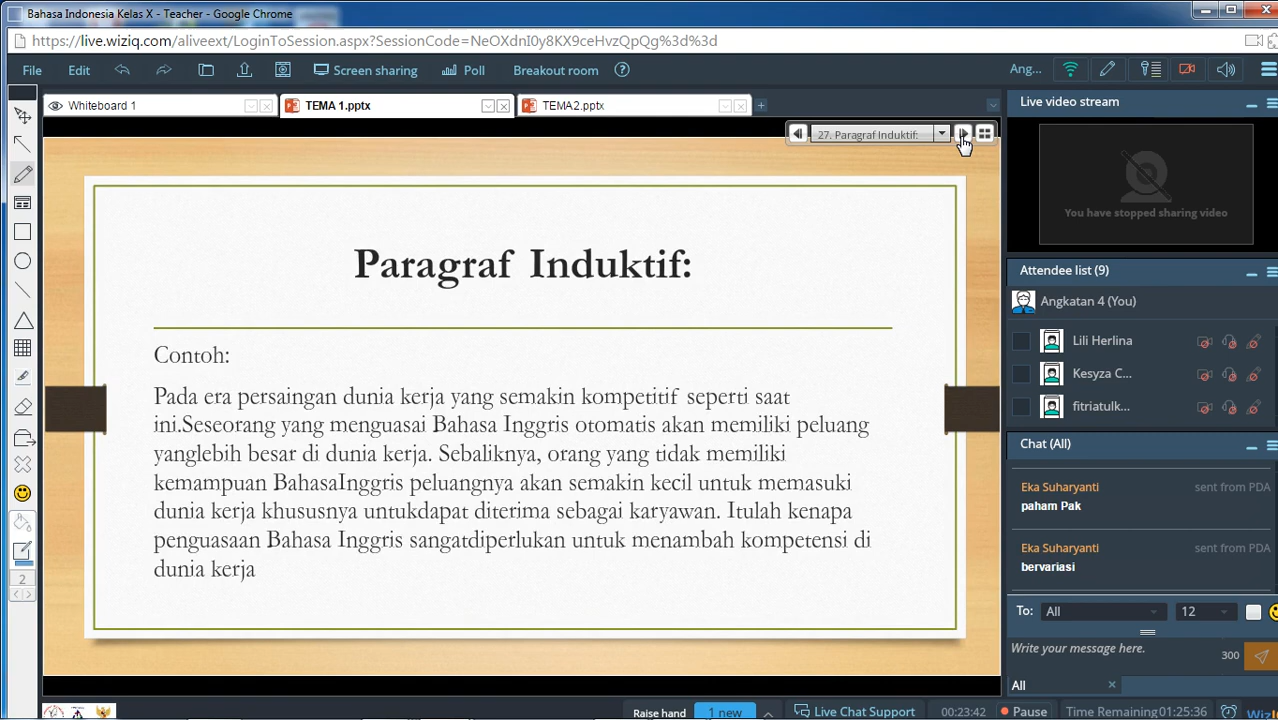 Bahasa Indonesia Kelas X - Teacher - Google Chrome
https://live.wiziq.com/aliveext/LoginToSession.aspx?SessionCode=NeOXdnI0y8KX9ceHvzQpQg%3d%3d
File Edit Screen sharing Poll Breakout room ? Ang...
Whiteboard 1 TEMA 1.pptx TEMA2.pptx +
27. Paragraf Induktif:
Paragraf Induktif:
Contoh:
Pada era persaingan dunia kerja yang semakin kompetitif seperti saat
ini.Seseorang yang menguasai Bahasa Inggris otomatis akan memiliki peluang
yanglebih besar di dunia kerja. Sebaliknya, orang yang tidak memiliki
kemampuan BahasaInggris peluangnya akan semakin kecil untuk memasuki
dunia kerja khususnya untukdapat diterima sebagai karyawan. Itulah kenapa
penguasaan Bahasa Inggris sangatdiperlukan untuk menambah kompetensi di
dunia kerja
2
Live video stream
You have stopped sharing video
Attendee list (9)
Angkatan 4 (You)
Lili Herlina
Kesyza C...
fitriatulk...
Chat (All)
Eka Suharyanti sent from PDA
paham Pak
Eka Suharyanti sent from PDA
bervariasi
To: All 12
Write your message here. 300
All
Raise hand 1 new Live Chat Support 00:23:42 Pause Time Remaining 01:25:36